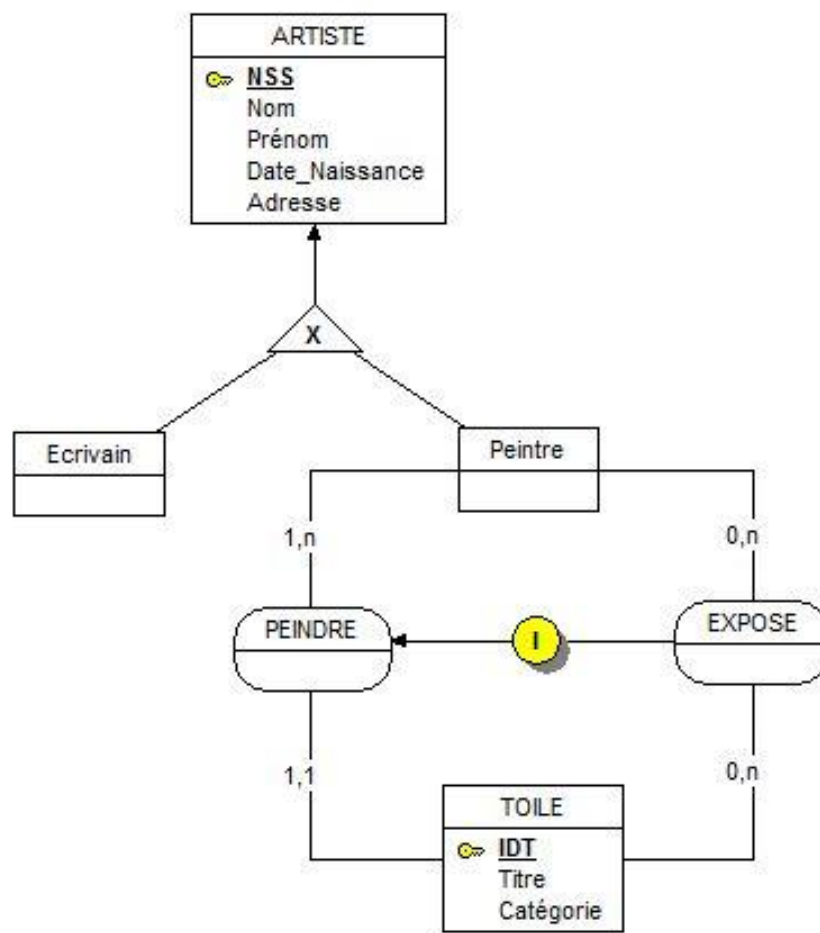 ARTISTE
NSS
Nom
Prénom
Date_Naissance
Adresse
X
Ecrivain
Peintre
1,n
0,n
PEINDRE
I
EXPOSE
1,1
0,n
TOILE
IDT
Titre
Catégorie